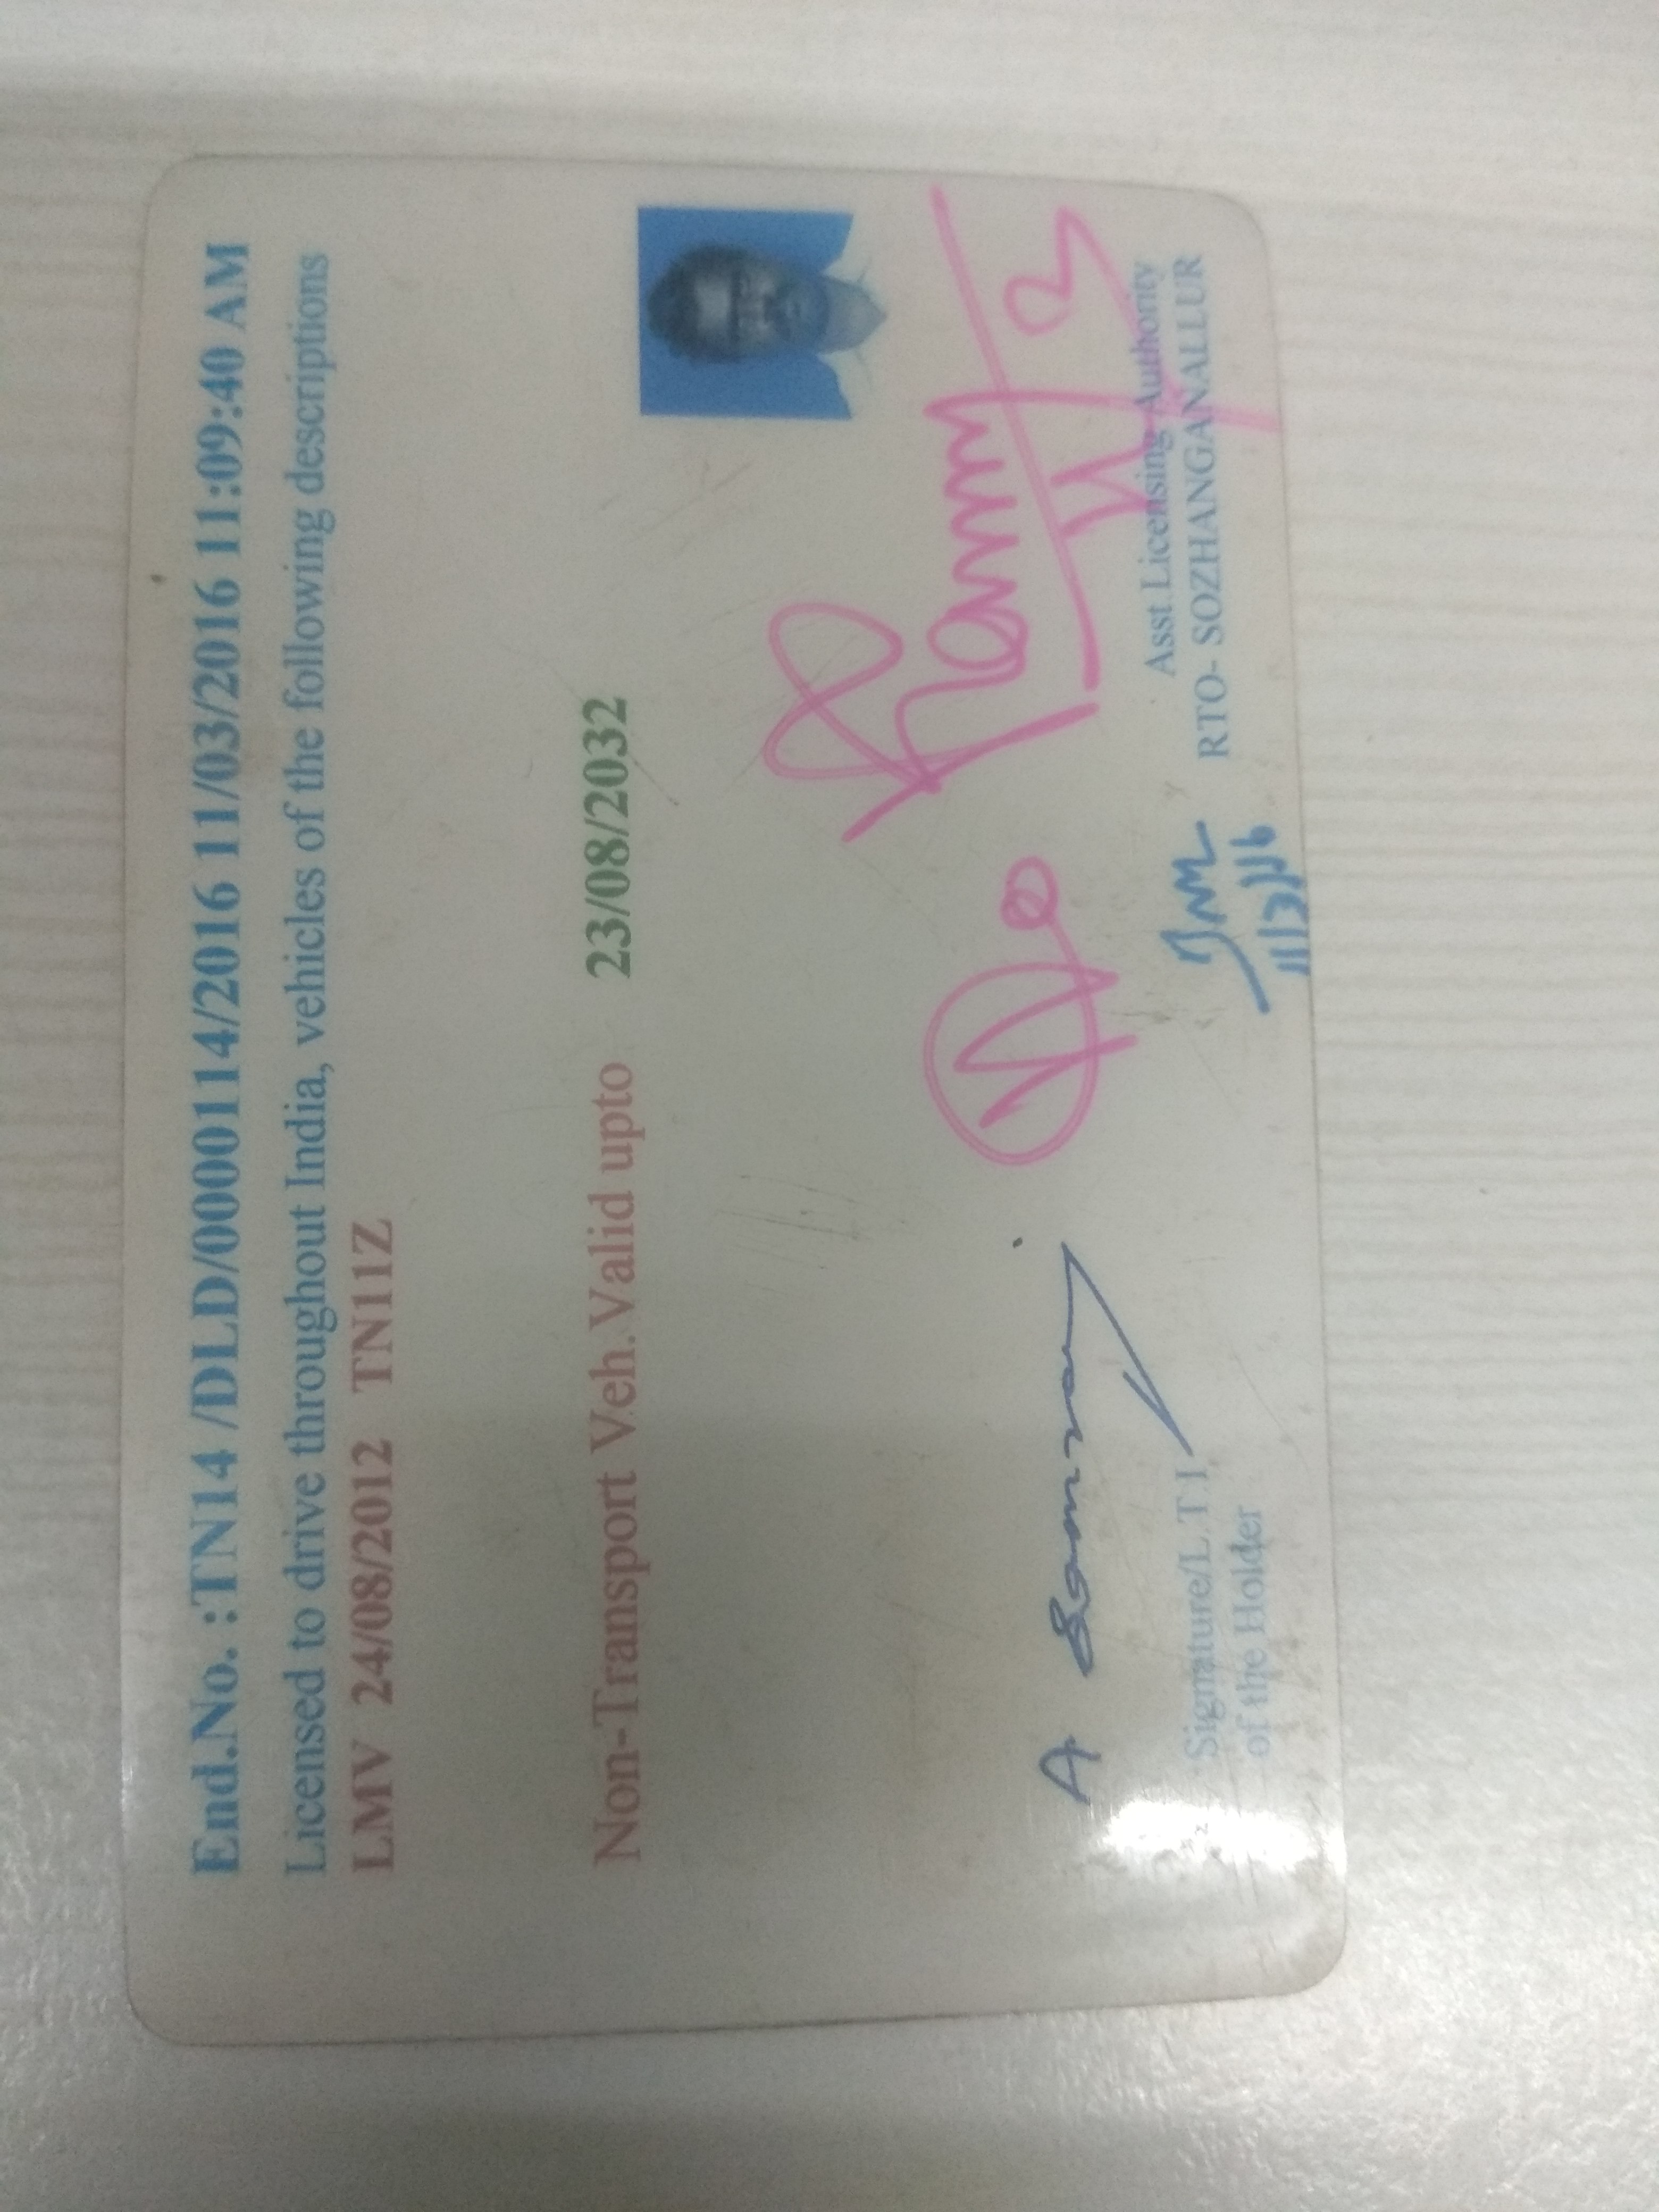 End.No. :TN14 /DLD/0000114/2016 11/03/2016 11:09:40 AM
Licensed to drive throughout India, vehicles of the following descriptions
LMV 24/08/2012 TN11Z
Non-Transport Veh.Valid upto 23/08/2032
A
Signature/L.T.I
of the Holder
11/3/16
Asst.Licensing Authority
RTO- SOZHANGANALLUR